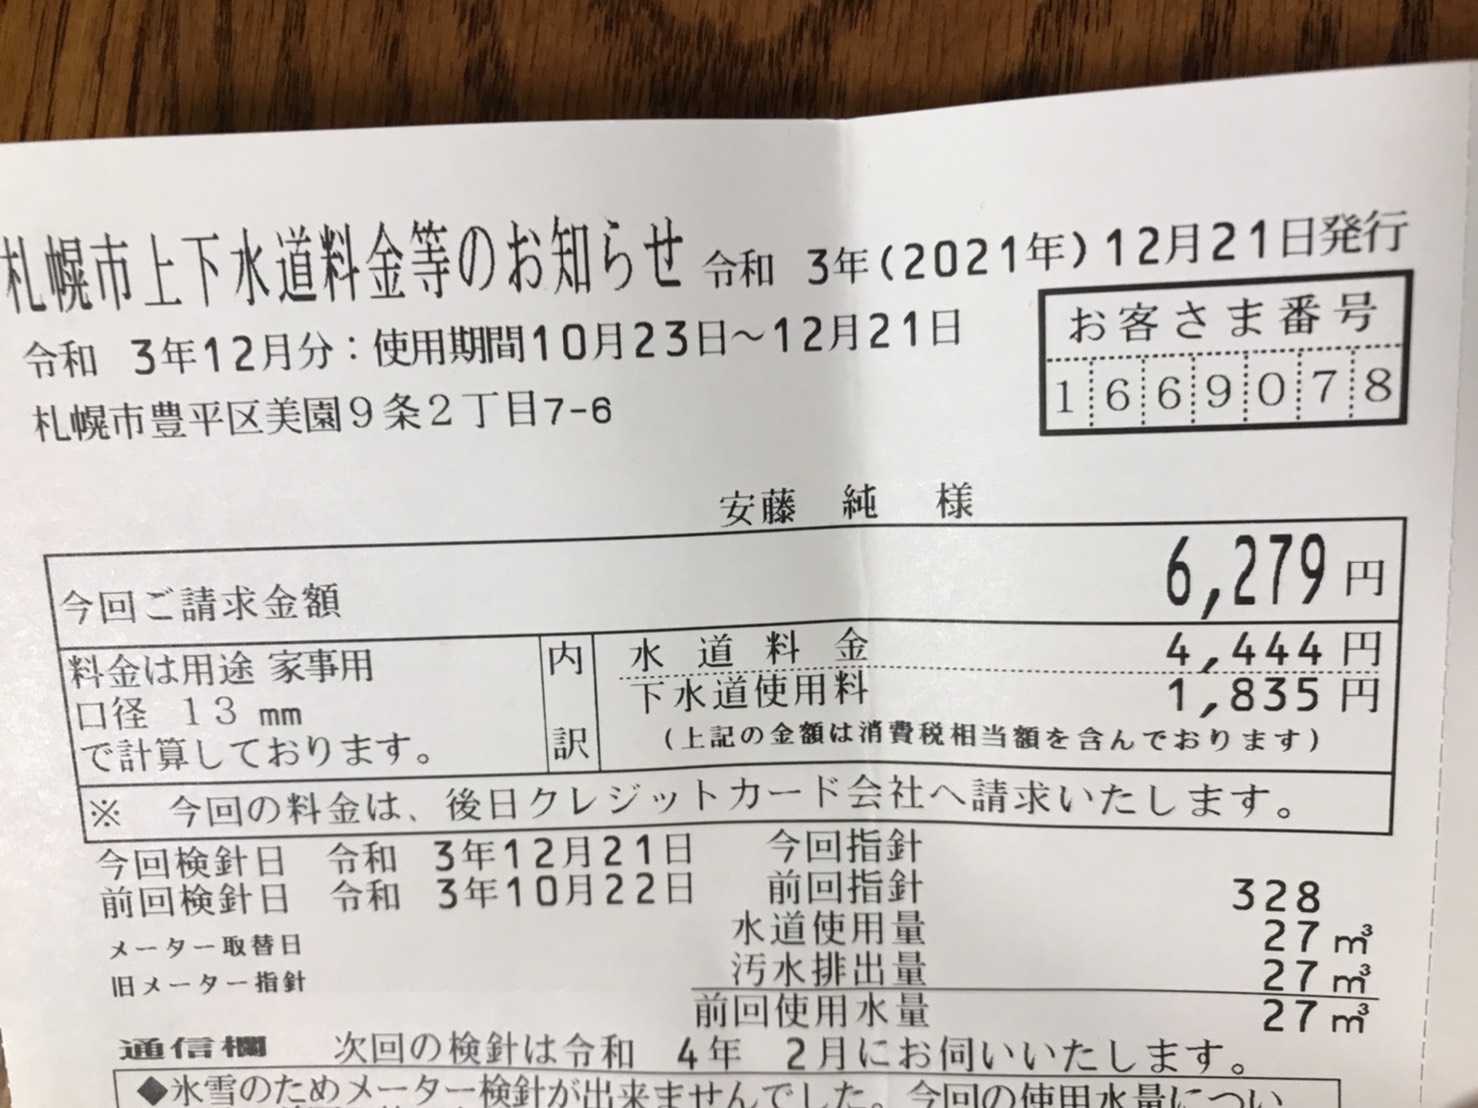 札幌市上下水道料金等のお知らせ 令和 3年(2021年)12月21日発行
令和 3年12月分:使用期間10月23日~12月21日
お客さま番号
1669078
札幌市豊平区美園9条2丁目7-6
安藤 純 様
今回ご請求金額 6,279円
料金は用途 家事用
口径 13 mm
で計算しております。
内訳
水道料金 4,444円
下水道使用料 1,835円
(上記の金額は消費税相当額を含んでおります)
※ 今回の料金は、後日クレジットカード会社へ請求いたします。
今回検針日 令和 3年12月21日 今回指針
前回検針日 令和 3年10月22日 前回指針 328
メーター取替日 水道使用量 27㎥
旧メーター指針 汚水排出量 27㎥
前回使用水量 27㎥
通信欄 次回の検針は令和 4年 2月にお伺いいたします。
◆氷雪のためメーター検針が出来ませんでした。今回の使用水量につい